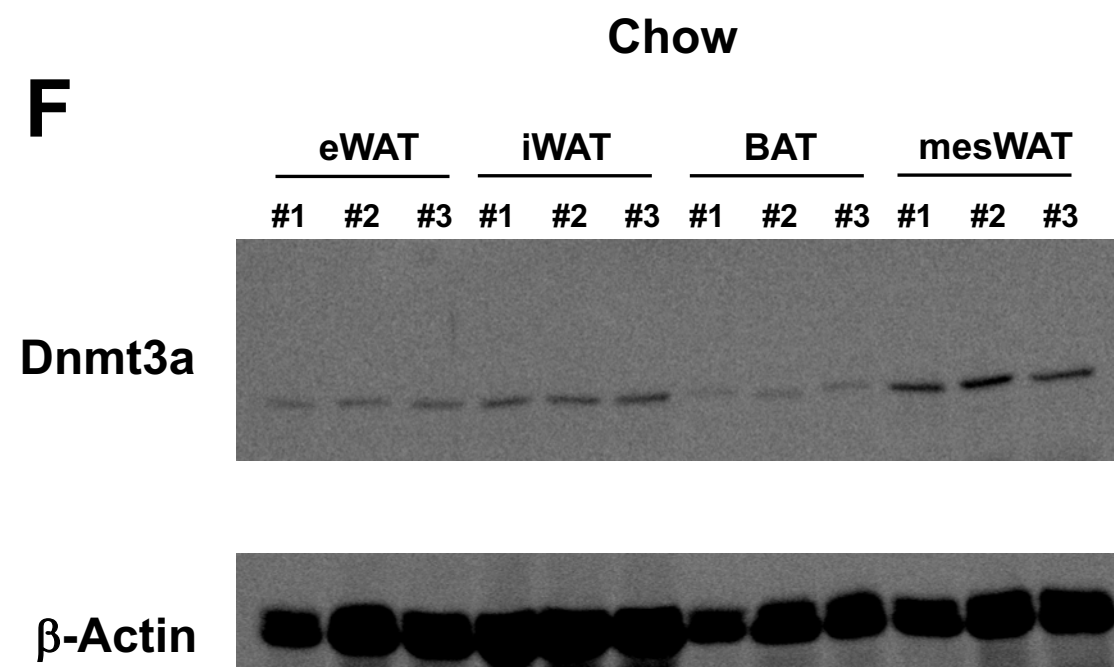 Chow
F
eWAT iWAT BAT mesWAT
#1 #2 #3 #1 #2 #3 #1 #2 #3 #1 #2 #3
Dnmt3a
β-Actin